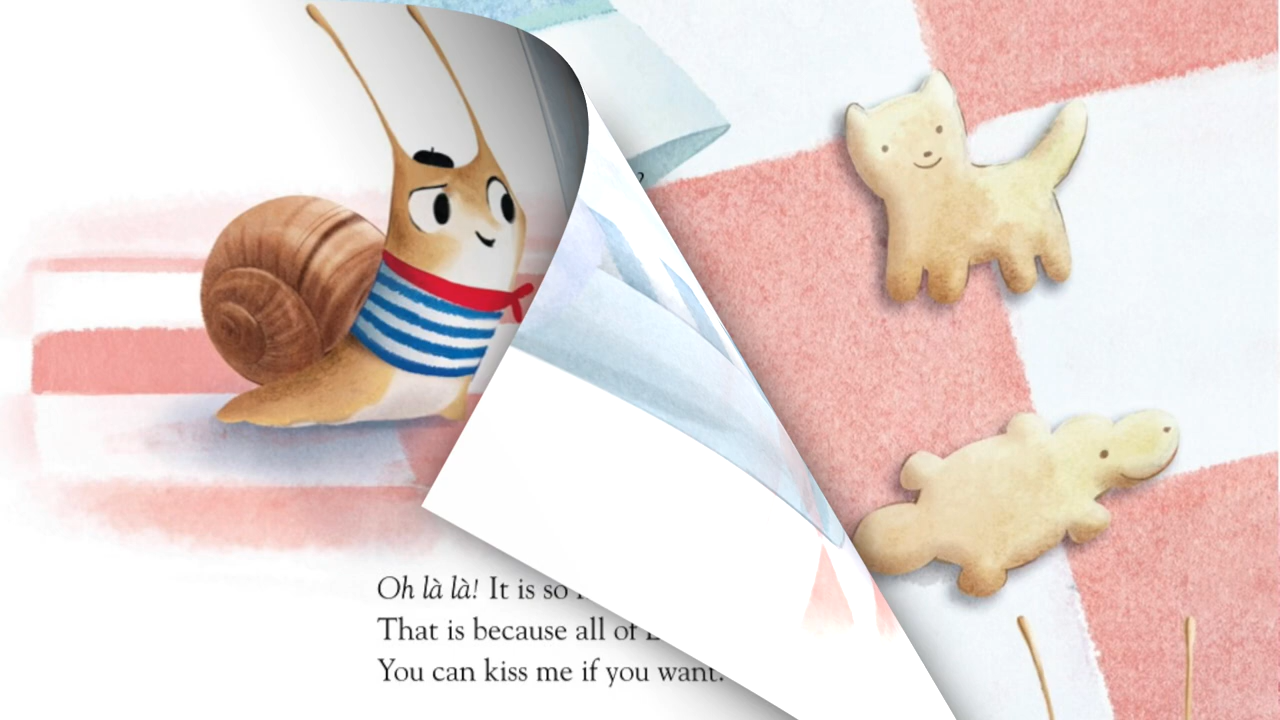 ?
Oh là là! It is so
That is because all of
You can kiss me if you want.